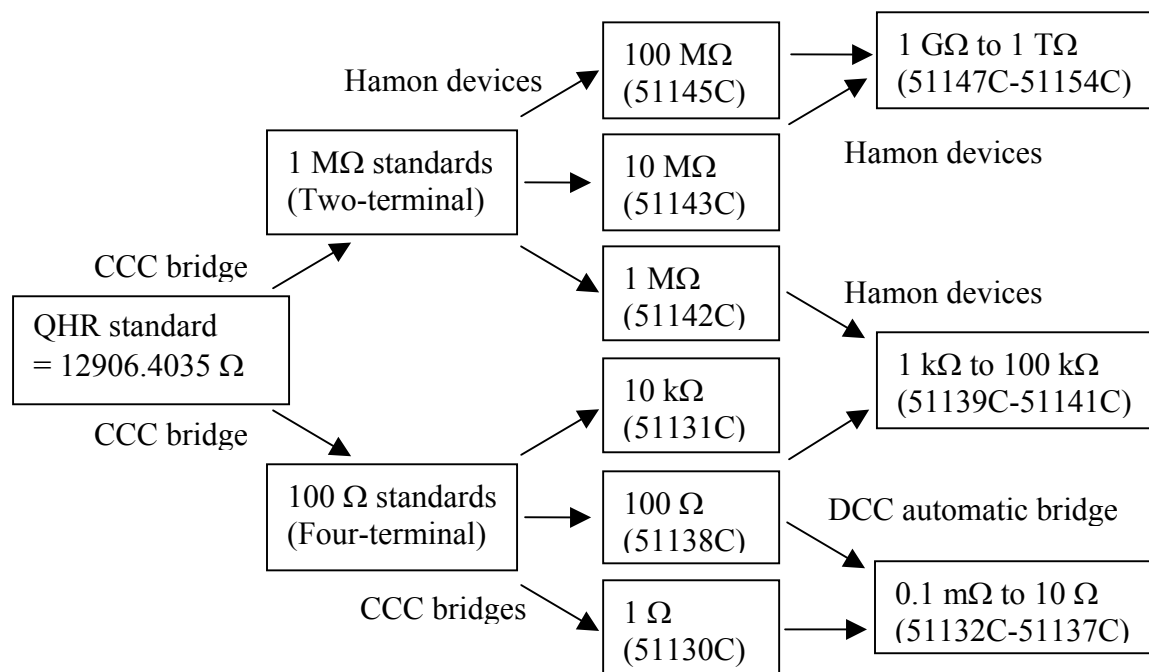 100 MΩ
(51145C)
1 GΩ to 1 TΩ
(51147C-51154C)
Hamon devices
1 MΩ standards
(Two-terminal)
10 MΩ
(51143C)
Hamon devices
CCC bridge
1 MΩ
(51142C)
Hamon devices
QHR standard
= 12906.4035 Ω
1 kΩ to 100 kΩ
(51139C-51141C)
10 kΩ
(51131C)
CCC bridge
100 Ω standards
(Four-terminal)
100 Ω
(51138C)
DCC automatic bridge
CCC bridges
1 Ω
(51130C)
0.1 mΩ to 10 Ω
(51132C-51137C)